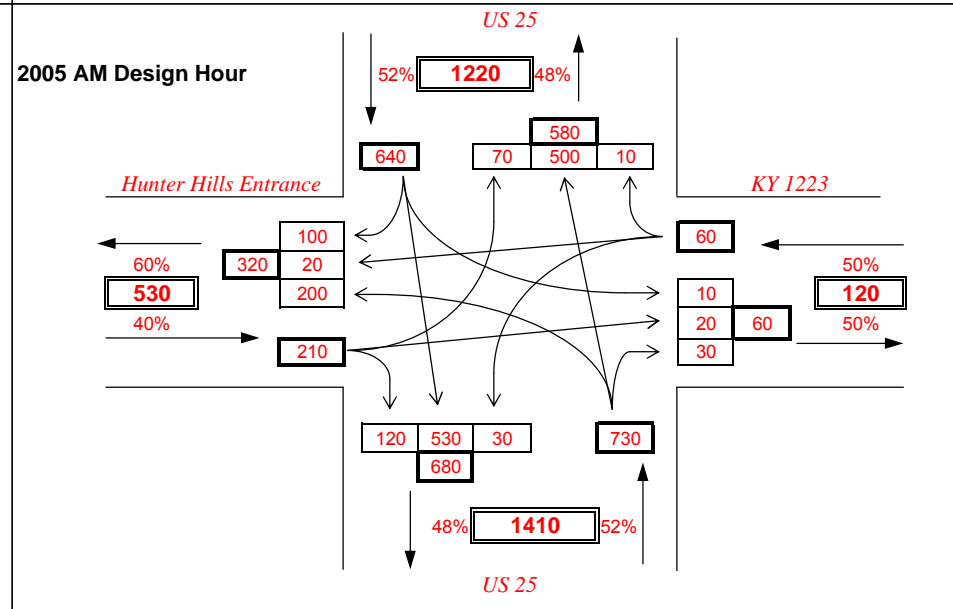 US 25
2005 AM Design Hour
52% 1220 48%
580
640 70 500 10
Hunter Hills Entrance KY 1223
100 60
60% 320 20 50%
530 200 10 120
40% 20 60 50%
210 30
120 530 30 730
680
48% 1410 52%
US 25